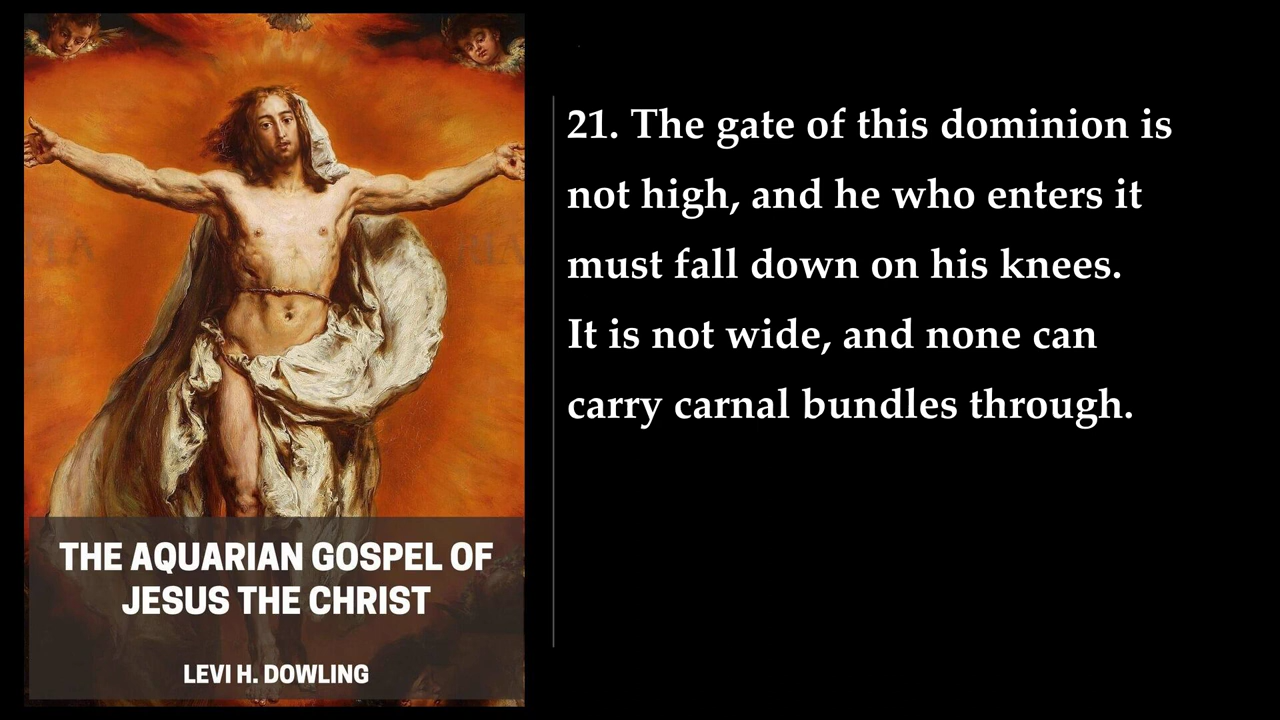 THE AQUARIAN GOSPEL OF
JESUS THE CHRIST
LEVI H. DOWLING
21. The gate of this dominion is
not high, and he who enters it
must fall down on his knees.
It is not wide, and none can
carry carnal bundles through.